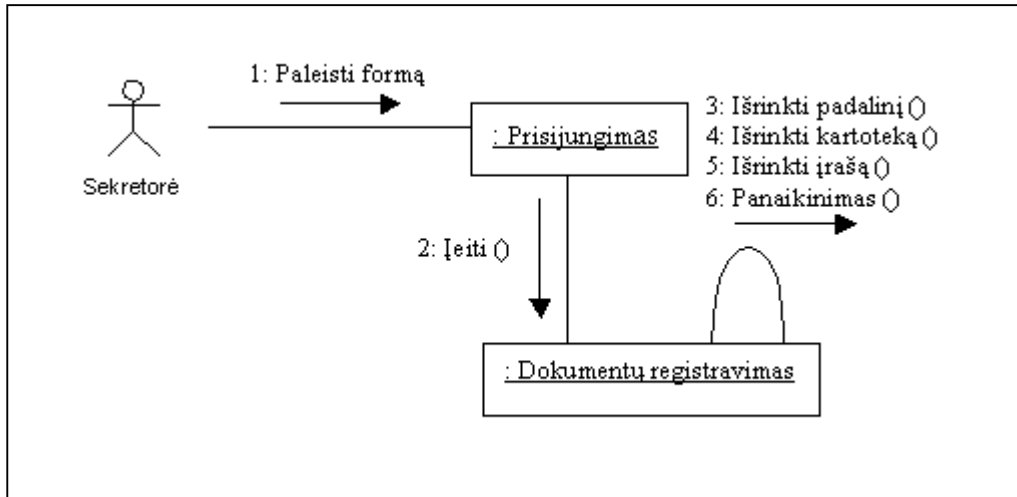 1: Paleisti formą
Sekretorė
: Prisijungimas
3: Išrinkti padalinį ()
4: Išrinkti kartoteką ()
5: Išrinkti įrašą ()
6: Panaikinimas ()
2: Įeiti ()
: Dokumentų registravimas